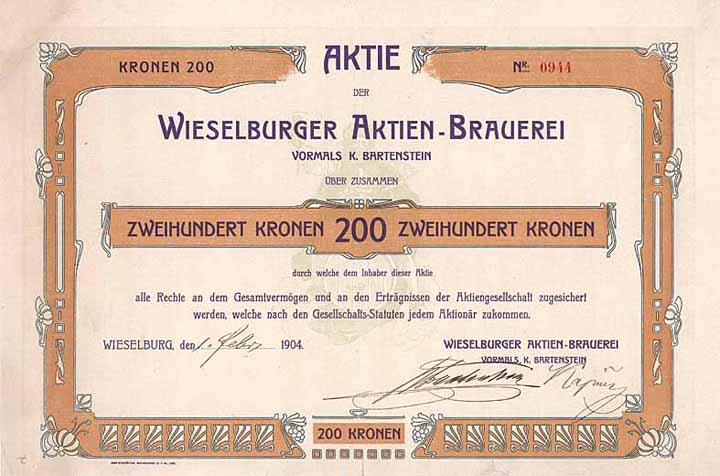 KRONEN 200
AKTIE
Nr. 0944
DER
WIESELBURGER AKTIEN-BRAUEREI
VORMALS K. BARTENSTEIN
ÜBER ZUSAMMEN
ZWEIHUNDERT KRONEN 200 ZWEIHUNDERT KRONEN
durch welche dem Inhaber dieser Aktie
alle Rechte an dem Gesamtvermögen und an den Erträgnissen der Aktiengesellschaft zugesichert
werden, welche nach den Gesellschafts-Statuten jedem Aktionär zukommen.
WIESELBURG, den 1. Febr. 1904.
WIESELBURGER AKTIEN-BRAUEREI
VORMALS K. BARTENSTEIN
200 KRONEN